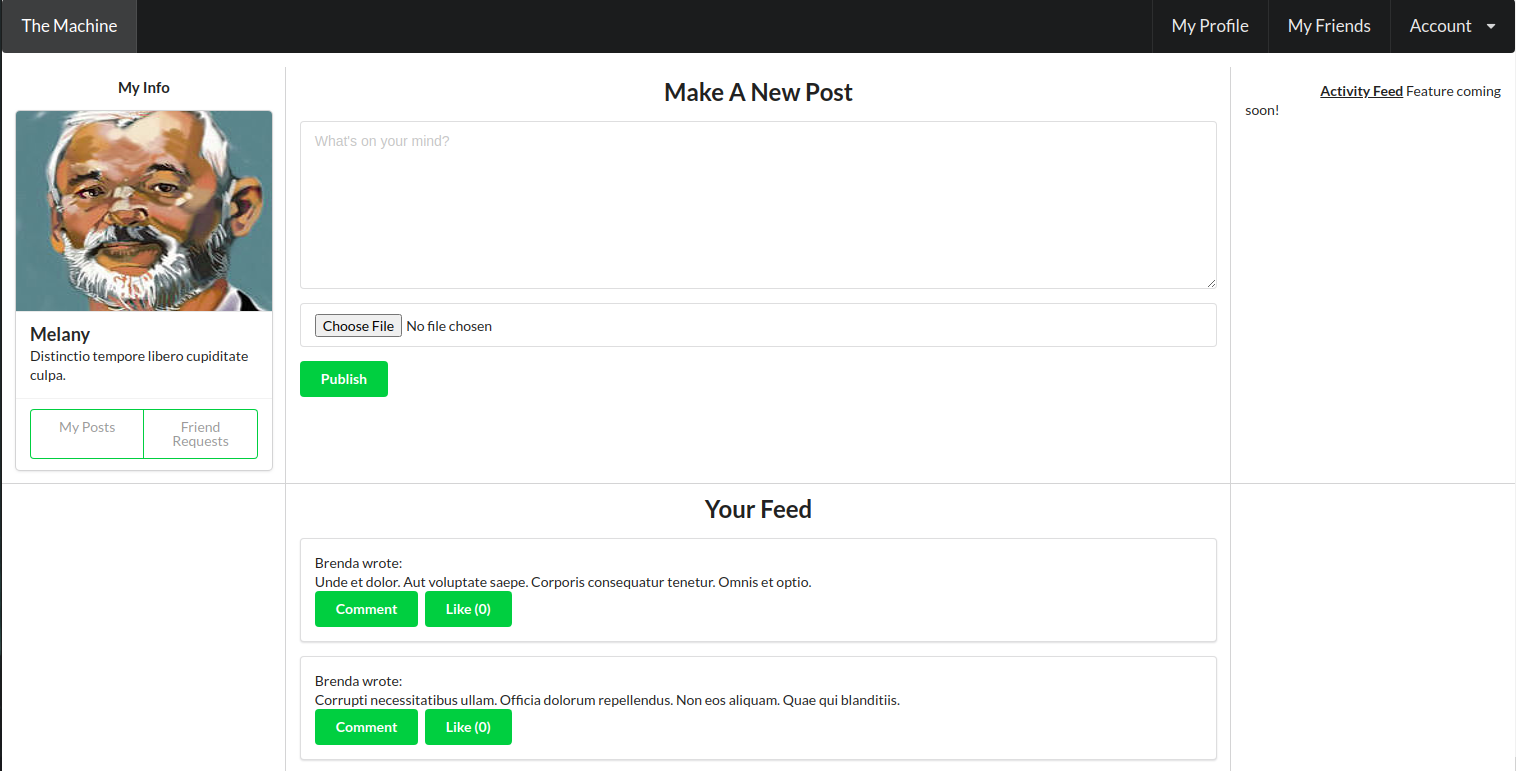 The Machine
My Profile
My Friends
Account
My Info
Melany
Distinctio tempore libero cupiditate
culpa.
My Posts
Friend
Requests
Make A New Post
What's on your mind?
Choose File No file chosen
Publish
Activity Feed Feature coming
soon!
Your Feed
Brenda wrote:
Unde et dolor. Aut voluptate saepe. Corporis consequatur tenetur. Omnis et optio.
Comment
Like (0)
Brenda wrote:
Corrupti necessitatibus ullam. Officia dolorum repellendus. Non eos aliquam. Quae qui blanditiis.
Comment
Like (0)